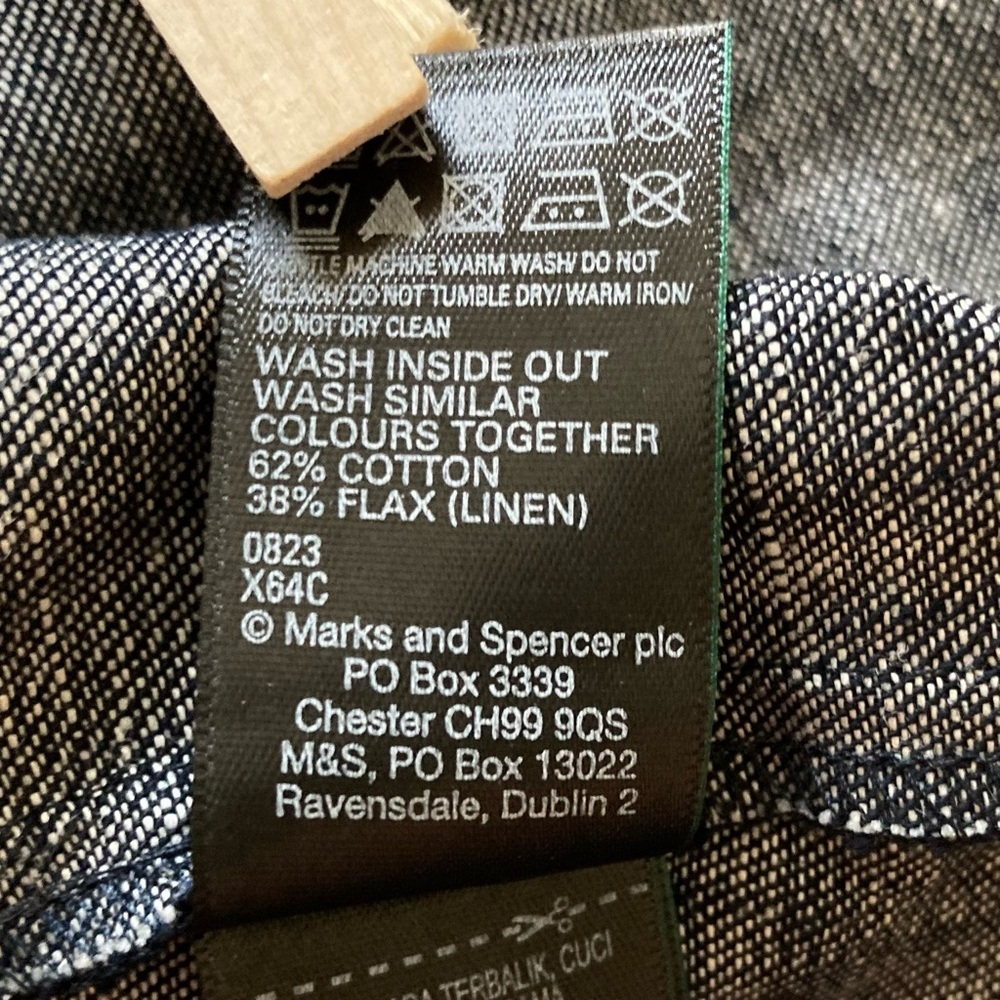 GENTLE MACHINE WARM WASH/ DO NOT
BLEACH/ DO NOT TUMBLE DRY/ WARM IRON/
DO NOT DRY CLEAN
WASH INSIDE OUT
WASH SIMILAR
COLOURS TOGETHER
62% COTTON
38% FLAX (LINEN)
0823
X64C
© Marks and Spencer plc
PO Box 3339
Chester CH99 9QS
M&S, PO Box 13022
Ravensdale, Dublin 2
TERBALIK, CUCI